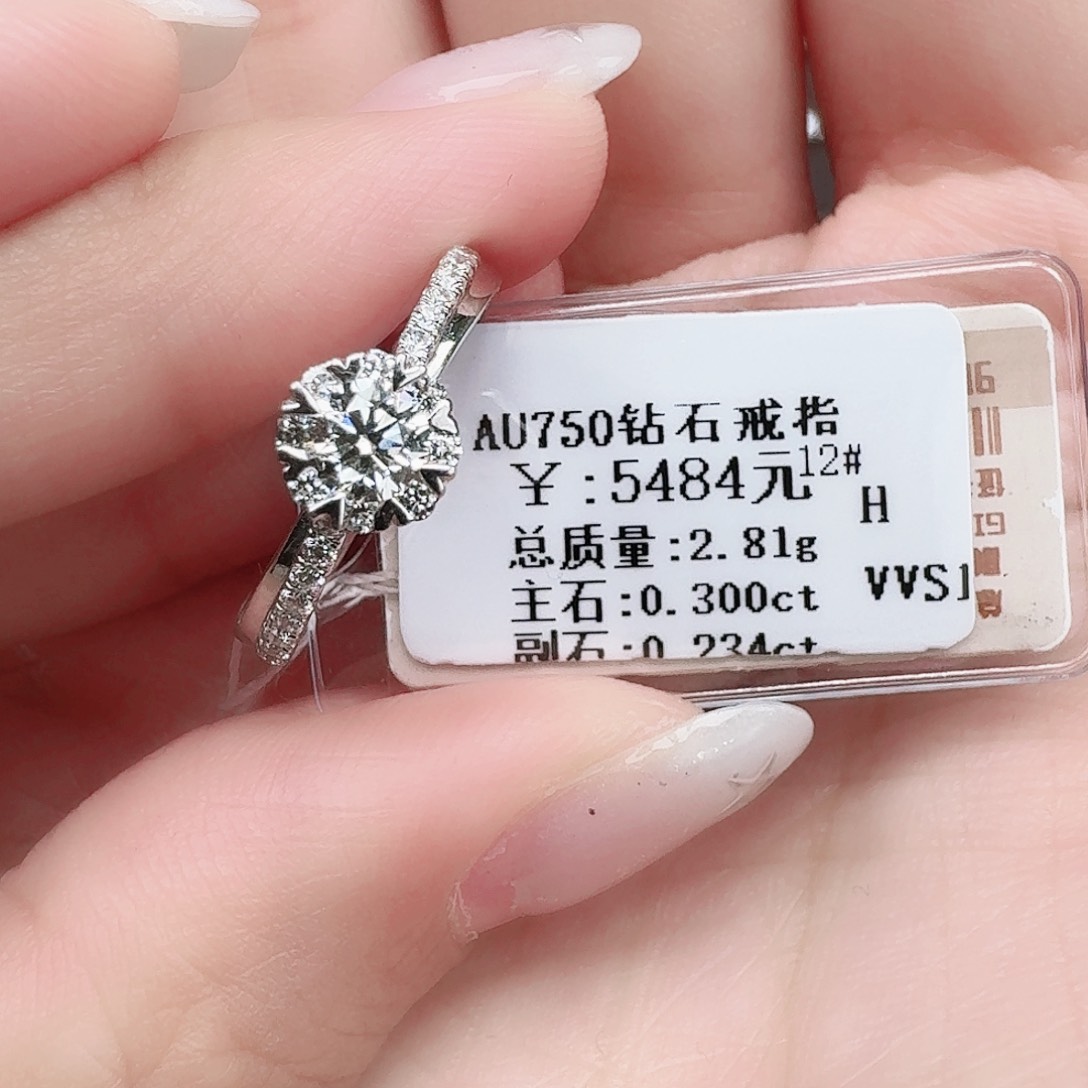 AU750钻石戒指
￥:5484元12#
H
总质量:2.81g
主石:0.300ct
VVS1
副石:0.234ct